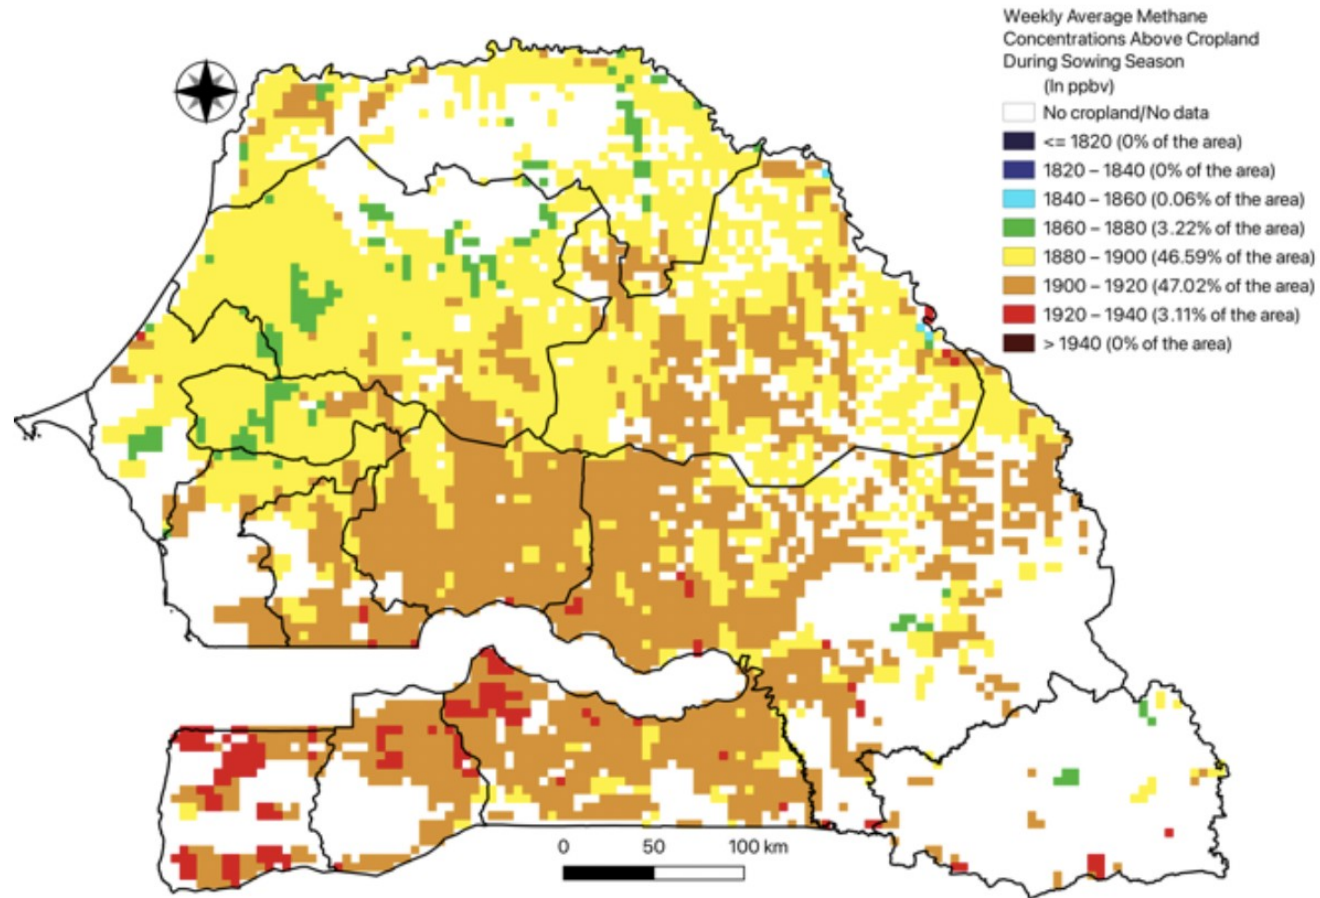 Weekly Average Methane
Concentrations Above Cropland
During Sowing Season
(In ppbv)
No cropland/No data
<= 1820 (0% of the area)
1820 – 1840 (0% of the area)
1840 – 1860 (0.06% of the area)
1860 – 1880 (3.22% of the area)
1880 – 1900 (46.59% of the area)
1900 – 1920 (47.02% of the area)
1920 – 1940 (3.11% of the area)
> 1940 (0% of the area)
0 50 100 km